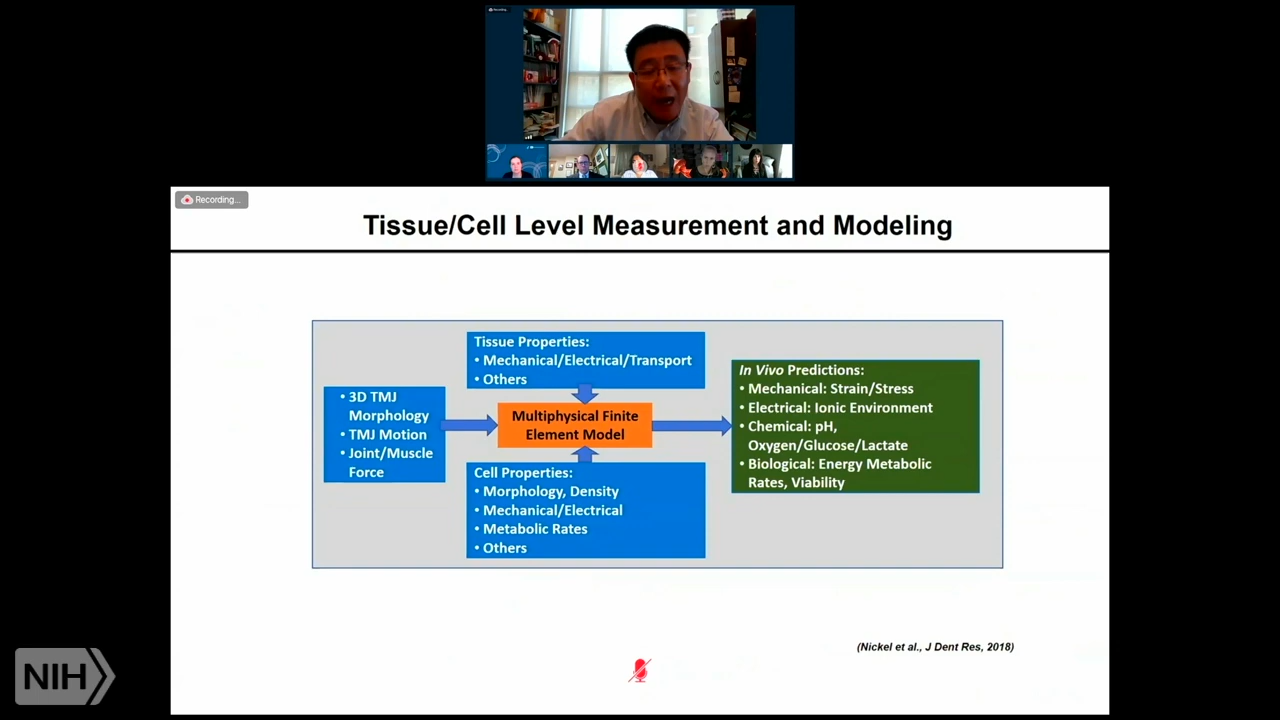 Recording...
Tissue/Cell Level Measurement and Modeling
Tissue Properties:
• Mechanical/Electrical/Transport
• Others
• 3D TMJ
Morphology
• TMJ Motion
• Joint/Muscle
Force
Multiphysical Finite
Element Model
Cell Properties:
• Morphology, Density
• Mechanical/Electrical
• Metabolic Rates
• Others
In Vivo Predictions:
• Mechanical: Strain/Stress
• Electrical: Ionic Environment
• Chemical: pH,
Oxygen/Glucose/Lactate
• Biological: Energy Metabolic
Rates, Viability
(Nickel et al., J Dent Res, 2018)
NIH